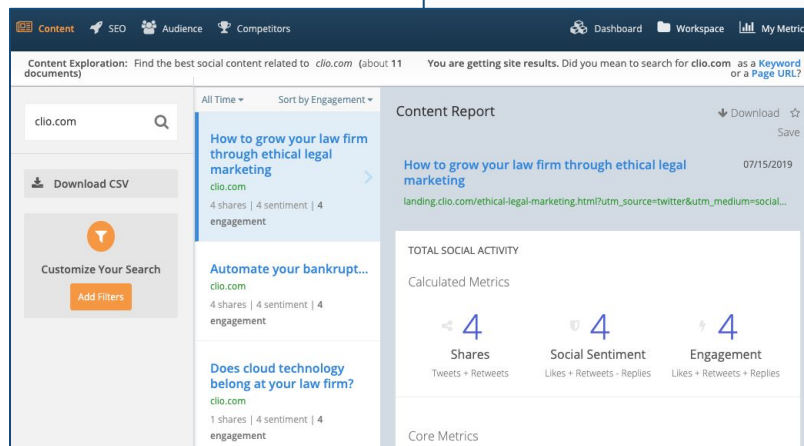 Content SEO Audience Competitors Dashboard Workspace My Metric
Content Exploration: Find the best social content related to clio.com (about 11
documents)
You are getting site results. Did you mean to search for clio.com as a Keyword
or a Page URL?
clio.com
Download CSV
Customize Your Search
Add Filters
All Time Sort by Engagement
How to grow your law firm
through ethical legal
marketing
clio.com
4 shares | 4 sentiment | 4
engagement
Automate your bankrupt...
clio.com
4 shares | 4 sentiment | 4
engagement
Does cloud technology
belong at your law firm?
clio.com
1 shares | 4 sentiment | 4
engagement
Content Report
Download
Save
How to grow your law firm through ethical legal
marketing
07/15/2019
landing.clio.com/ethical-legal-marketing.html?utm_source=twitter&utm_medium=social...
TOTAL SOCIAL ACTIVITY
Calculated Metrics
4 4 4
Shares Social Sentiment Engagement
Tweets + Retweets Likes + Retweets - Replies Likes + Retweets + Replies
Core Metrics